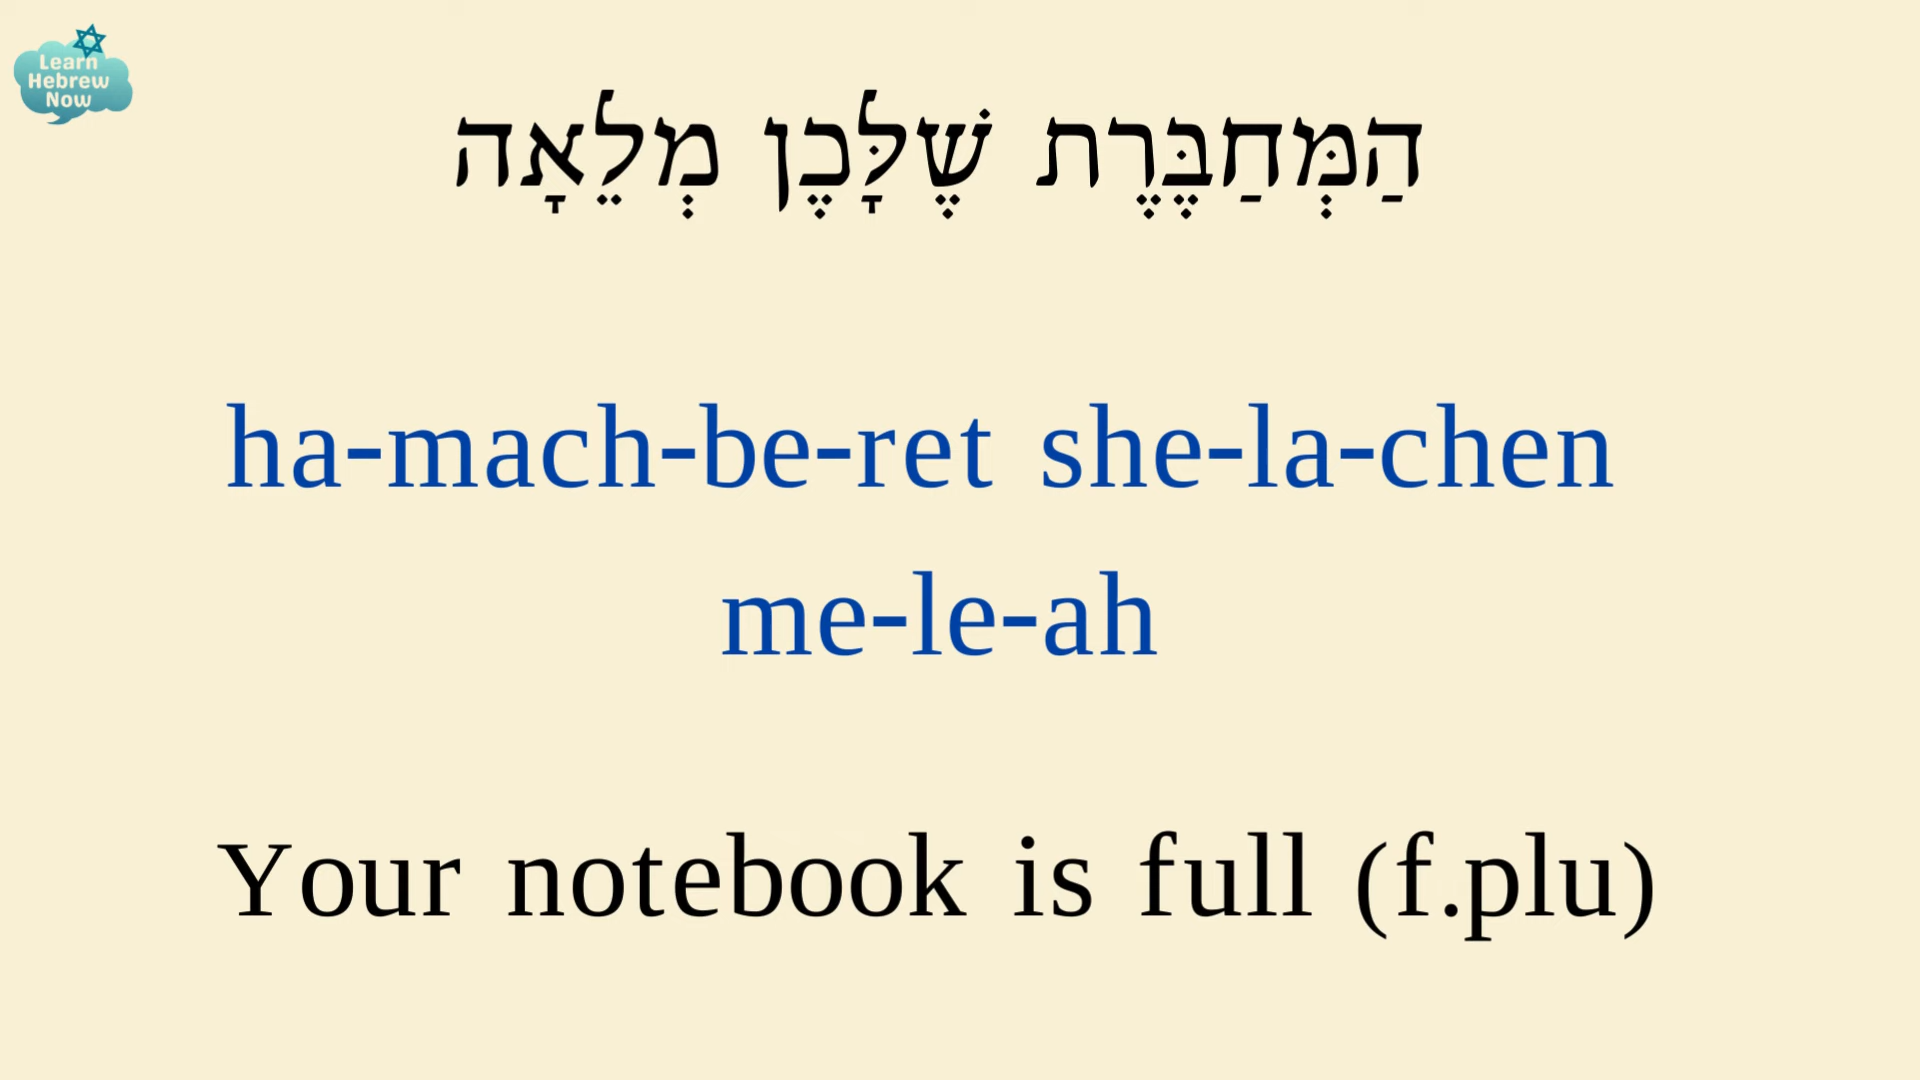 Learn
Hebrew
Now
הַמְּחַבֶּרֶת שֶׁלָּכֶן מְלֵאָה
ha-mach-be-ret she-la-chen
me-le-ah
Your notebook is full (f.plu)